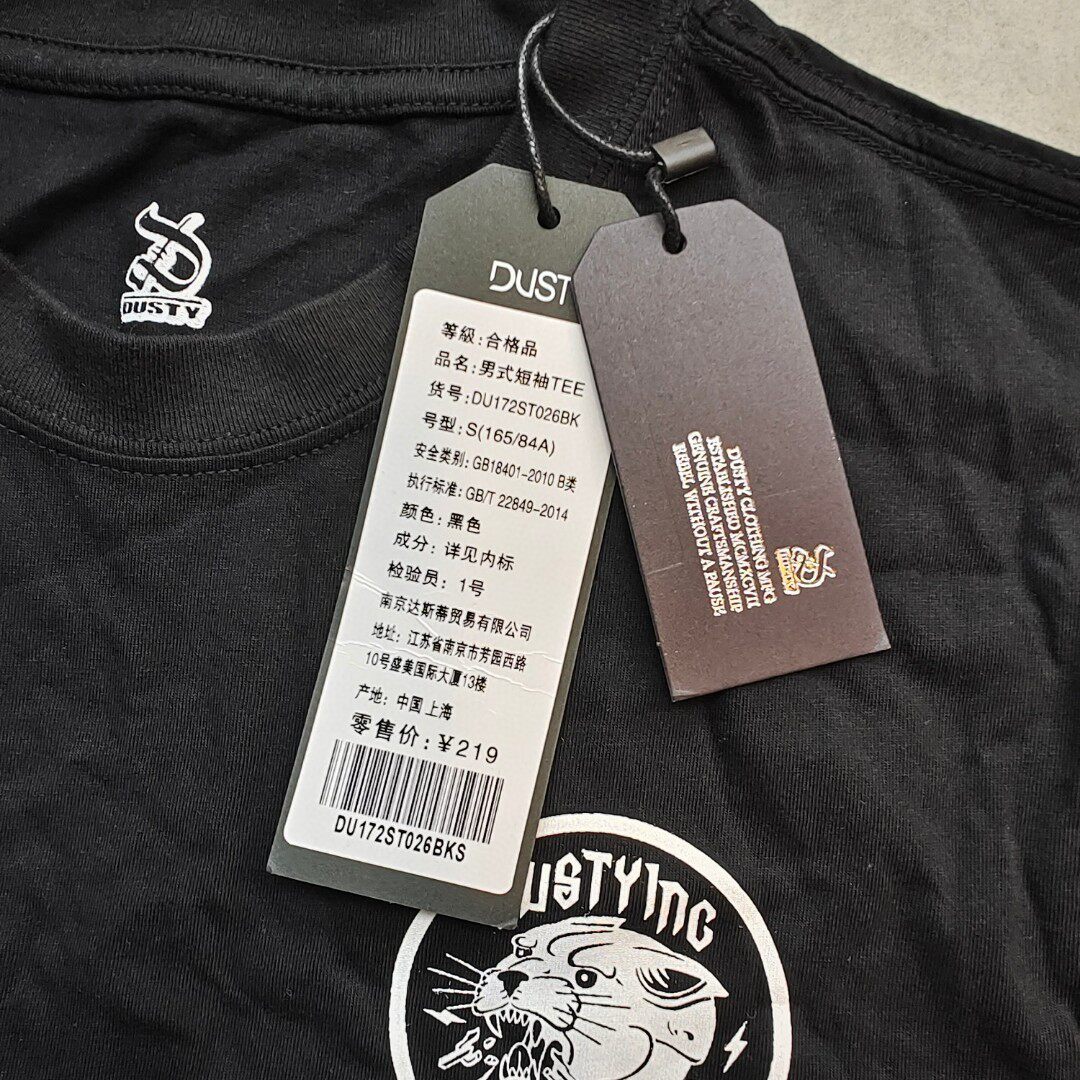 DUSTY
DUST
等級:合格品
品名:男式短袖TEE
货号:DU172ST026BK
号型:S(165/84A)
安全类别:GB18401-2010 B类
执行标准:GB/T 22849-2014
颜色:黑色
成分:详见内标
检验员:1号
南京达斯蒂贸易有限公司
地址:江苏省南京市芳园西路
10号盛美国际大厦13楼
产地:中国 上海
零售价:¥219
DU172ST026BKS
DUSTY CLOTHING MFG
ESTABLISHED MCMXCVII
GENUINE CRAFTSMANSHIP
REBEL WITHOUT A PAUSE
DUSTY
USTYING